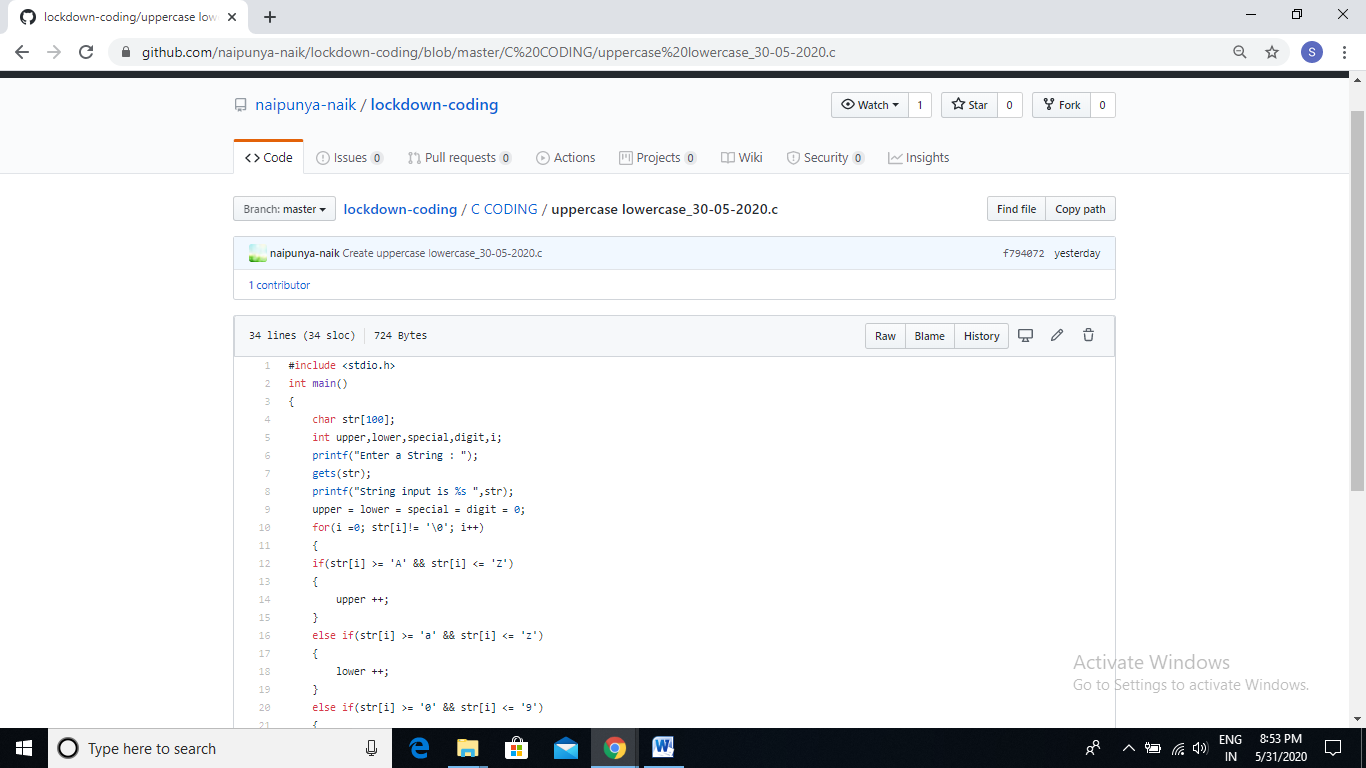 lockdown-coding/uppercase low
github.com/naipunya-naik/lockdown-coding/blob/master/C%20CODING/uppercase%20lowercase_30-05-2020.c
S
naipunya-naik / lockdown-coding
Watch 1 Star 0 Fork 0
Code Issues 0 Pull requests 0 Actions Projects 0 Wiki Security 0 Insights
Branch: master lockdown-coding / C CODING / uppercase lowercase_30-05-2020.c Find file Copy path
naipunya-naik Create uppercase lowercase_30-05-2020.c f794072 yesterday
1 contributor
34 lines (34 sloc) 724 Bytes Raw Blame History
1 #include <stdio.h>
2 int main()
3 {
4 char str[100];
5 int upper,lower,special,digit,i;
6 printf("Enter a String : ");
7 gets(str);
8 printf("String input is %s ",str);
9 upper = lower = special = digit = 0;
10 for(i =0; str[i]!= '\0'; i++)
11 {
12 if(str[i] >= 'A' && str[i] <= 'Z')
13 {
14 upper ++;
15 }
16 else if(str[i] >= 'a' && str[i] <= 'z')
17 {
18 lower ++;
19 }
20 else if(str[i] >= '0' && str[i] <= '9')
21 {
Activate Windows
Go to Settings to activate Windows.
Type here to search
ENG
IN
8:53 PM
5/31/2020